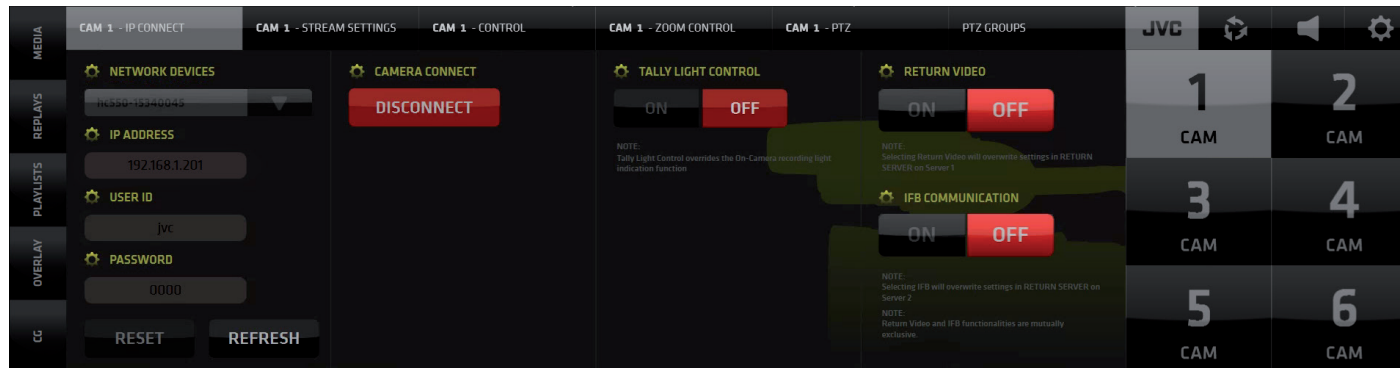 MEDIA
REPLAYS
PLAYLISTS
OVERLAY
CG
CAM 1 - IP CONNECT
CAM 1 - STREAM SETTINGS
CAM 1 - CONTROL
CAM 1 - ZOOM CONTROL
CAM 1 - PTZ
PTZ GROUPS
JVC
NETWORK DEVICES
hc550-13340045
IP ADDRESS
192.168.1.201
USER ID
jvc
PASSWORD
0000
RESET
REFRESH
CAMERA CONNECT
DISCONNECT
TALLY LIGHT CONTROL
ON
OFF
NOTE:
Tally Light Control overrides the On-Camera recording light
indication function
RETURN VIDEO
ON
OFF
NOTE:
Selecting Return Video will overwrite settings in RETURN
SERVER on Server 1
IFB COMMUNICATION
ON
OFF
NOTE:
Selecting IFB will overwrite settings in RETURN SERVER on
Server 2
NOTE:
Return Video and IFB functionalities are mutually
exclusive.
1
CAM
2
CAM
3
CAM
4
CAM
5
CAM
6
CAM